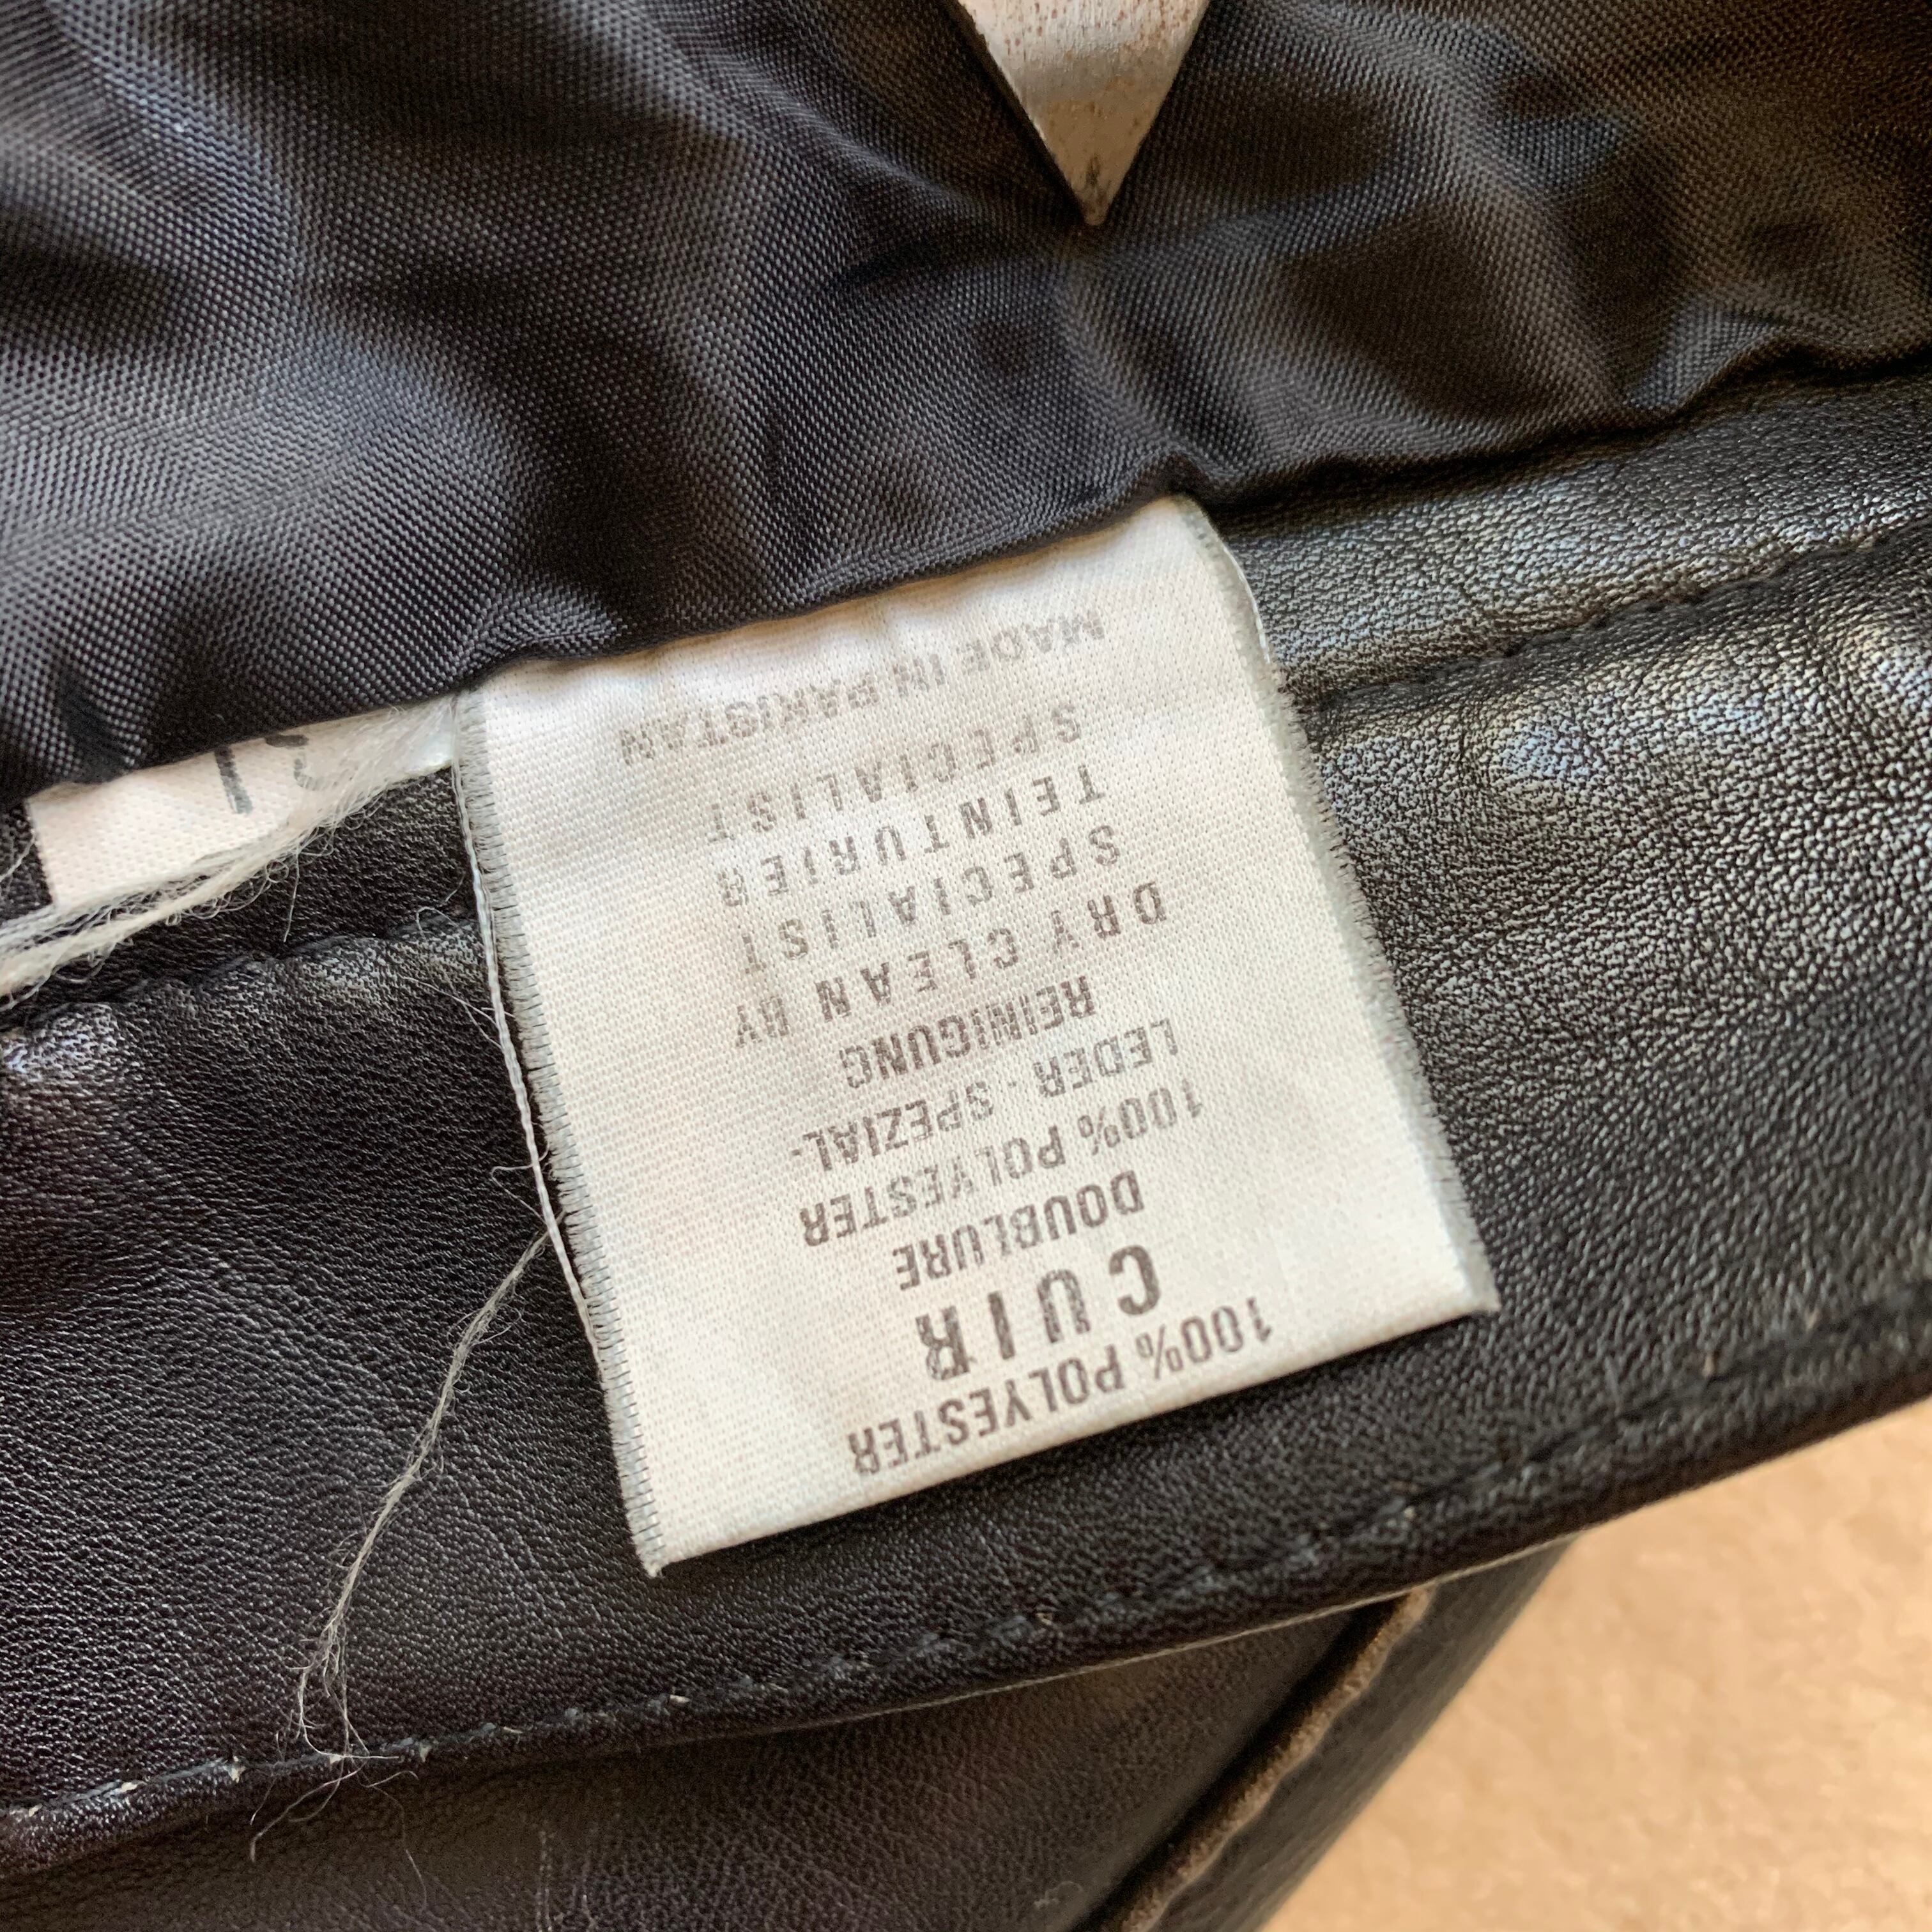 100% POLYESTER
CUIR
DOUBLURE
100% POLYESTER
LEDER - SPEZIAL-
REINIGUNG
DRY CLEAN BY
SPECIALIST
TEINTURIER
SPECIALIST
MADE IN PAKISTAN